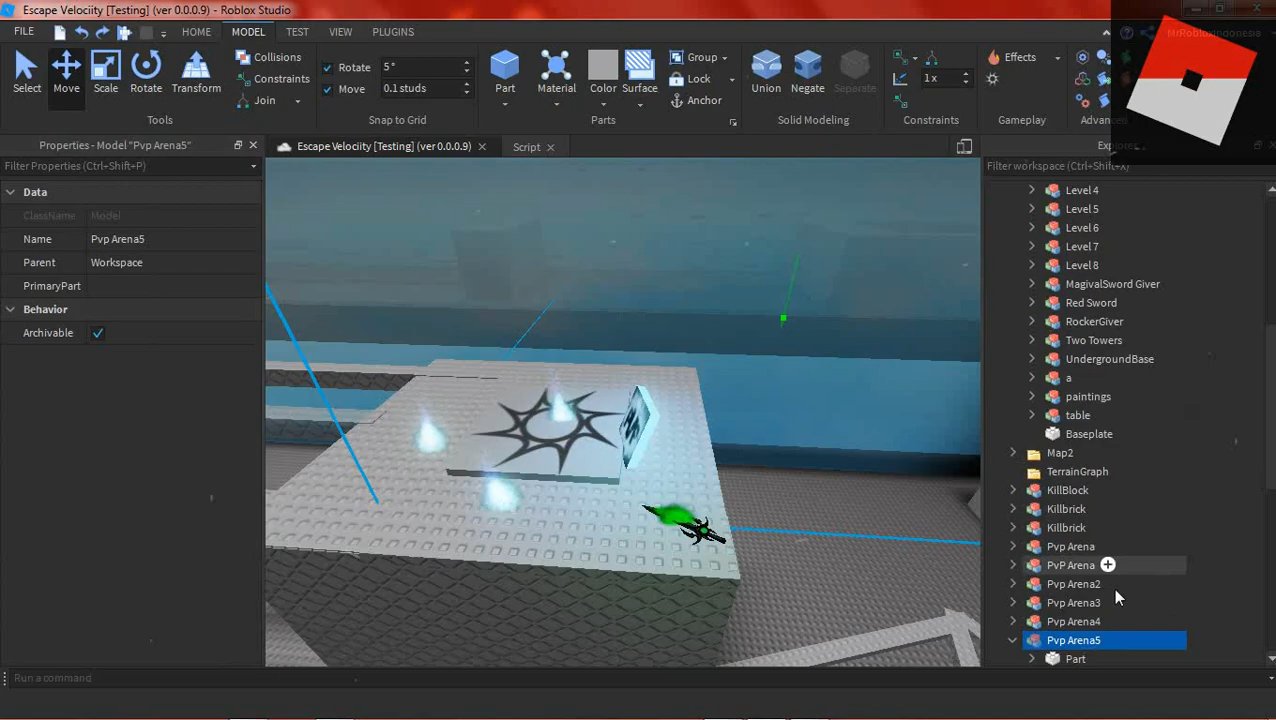 Escape Velociity [Testing] (ver 0.0.0.9) - Roblox Studio
FILE HOME MODEL TEST VIEW PLUGINS MrRobloxIndonesia
Select Move Scale Rotate Transform
Collisions
Constraints
Join
Tools
Rotate 5°
Move 0.1 studs
Snap to Grid
Part Material Color Surface
Group
Lock
Anchor
Parts
Union Negate Separate
Solid Modeling
1x
Constraints
Effects
Gameplay
Advanc
Properties - Model "Pvp Arena5"
Escape Velociity [Testing] (ver 0.0.0.9) Script
Filter Properties (Ctrl+Shift+P)
Filter workspace (Ctrl+Shift+X)
Data
ClassName Model
Name Pvp Arena5
Parent Workspace
PrimaryPart
Behavior
Archivable
Level 4
Level 5
Level 6
Level 7
Level 8
MagivalSword Giver
Red Sword
RockerGiver
Two Towers
UndergroundBase
a
paintings
table
Baseplate
Map2
TerrainGraph
KillBlock
Killbrick
Killbrick
Pvp Arena
PvP Arena
Pvp Arena2
Pvp Arena3
Pvp Arena4
Pvp Arena5
Part
Run a command